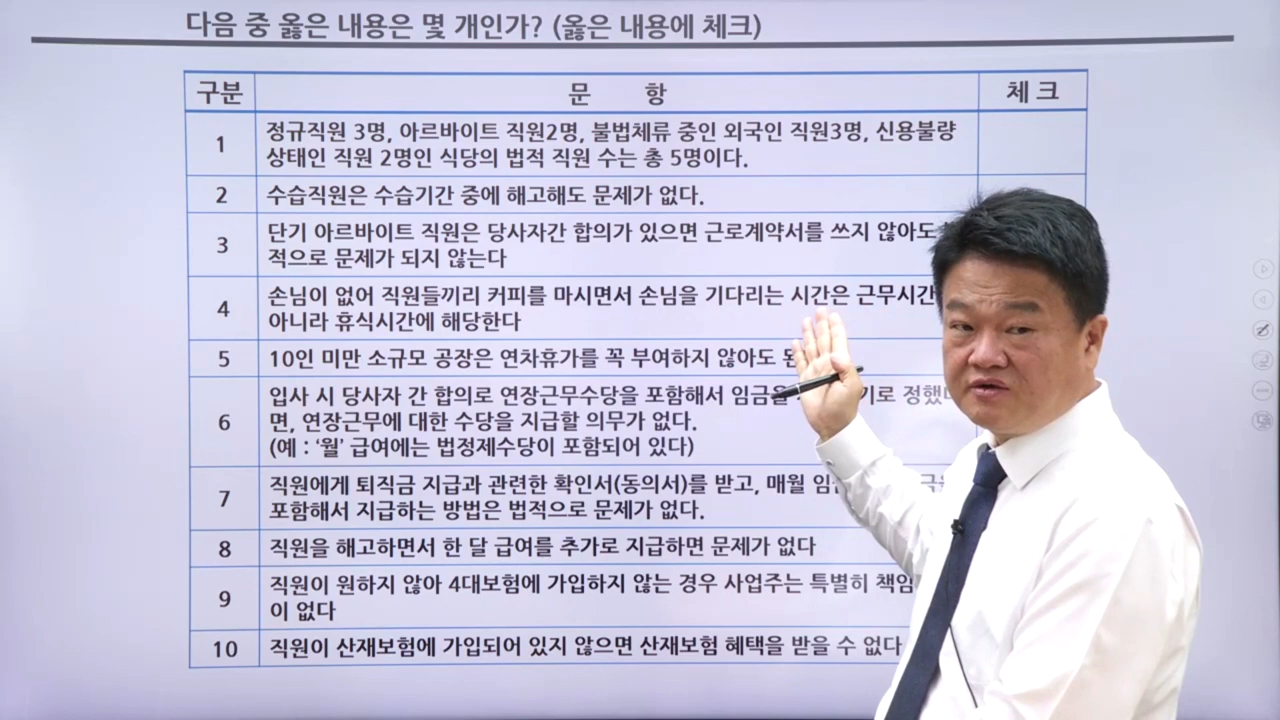 다음 중 옳은 내용은 몇 개인가? (옳은 내용에 체크)
구분 문 항 체 크
1 정규직원 3명, 아르바이트 직원2명, 불법체류 중인 외국인 직원3명, 신용불량
상태인 직원 2명인 식당의 법적 직원 수는 총 5명이다.
2 수습직원은 수습기간 중에 해고해도 문제가 없다.
3 단기 아르바이트 직원은 당사자간 합의가 있으면 근로계약서를 쓰지 않아도
적으로 문제가 되지 않는다
4 손님이 없어 직원들끼리 커피를 마시면서 손님을 기다리는 시간은 근무시간
아니라 휴식시간에 해당한다
5 10인 미만 소규모 공장은 연차휴가를 꼭 부여하지 않아도
6 입사 시 당사자 간 합의로 연장근무수당을 포함해서 임금을 정했
면, 연장근무에 대한 수당을 지급할 의무가 없다.
(예 : ‘월’ 급여에는 법정제수당이 포함되어 있다)
7 직원에게 퇴직금 지급과 관련한 확인서(동의서)를 받고, 매월
포함해서 지급하는 방법은 법적으로 문제가 없다.
8 직원을 해고하면서 한 달 급여를 추가로 지급하면 문제가 없다
9 직원이 원하지 않아 4대보험에 가입하지 않는 경우 사업주는 특별히 책임
이 없다
10 직원이 산재보험에 가입되어 있지 않으면 산재보험 혜택을 받을 수 없다